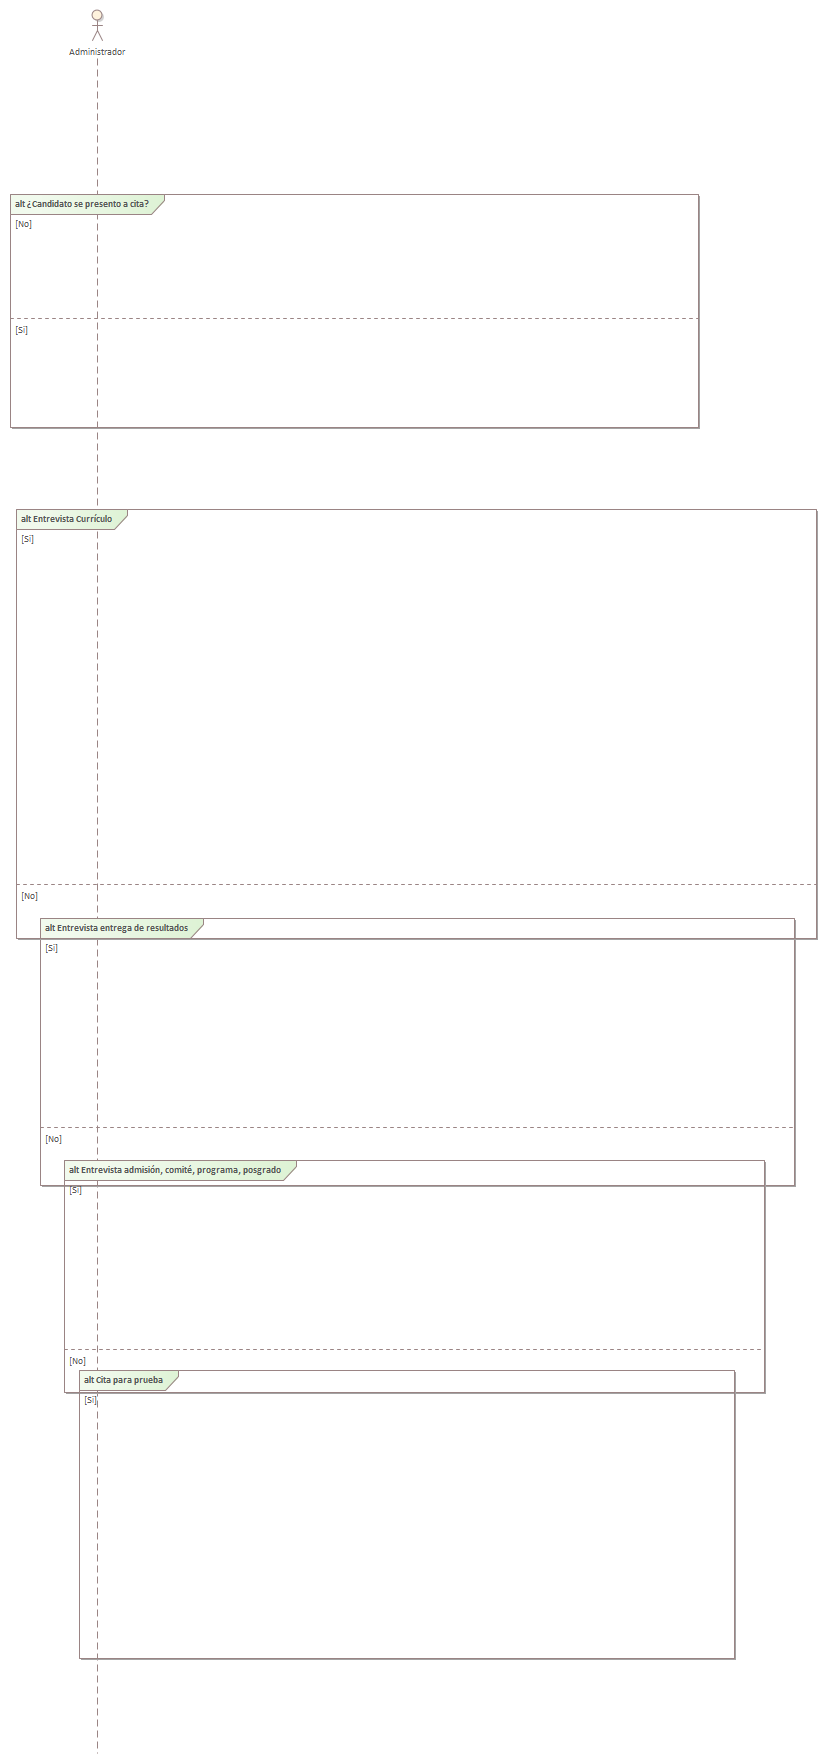 Administrador
alt ¿Candidato se presento a cita?
[No]
[Si]
alt Entrevista Currículo
[Si]
[No]
alt Entrevista entrega de resultados
[Si]
[No]
alt Entrevista admisión, comité, programa, posgrado
[Si]
[No]
alt Cita para prueba
[Si]